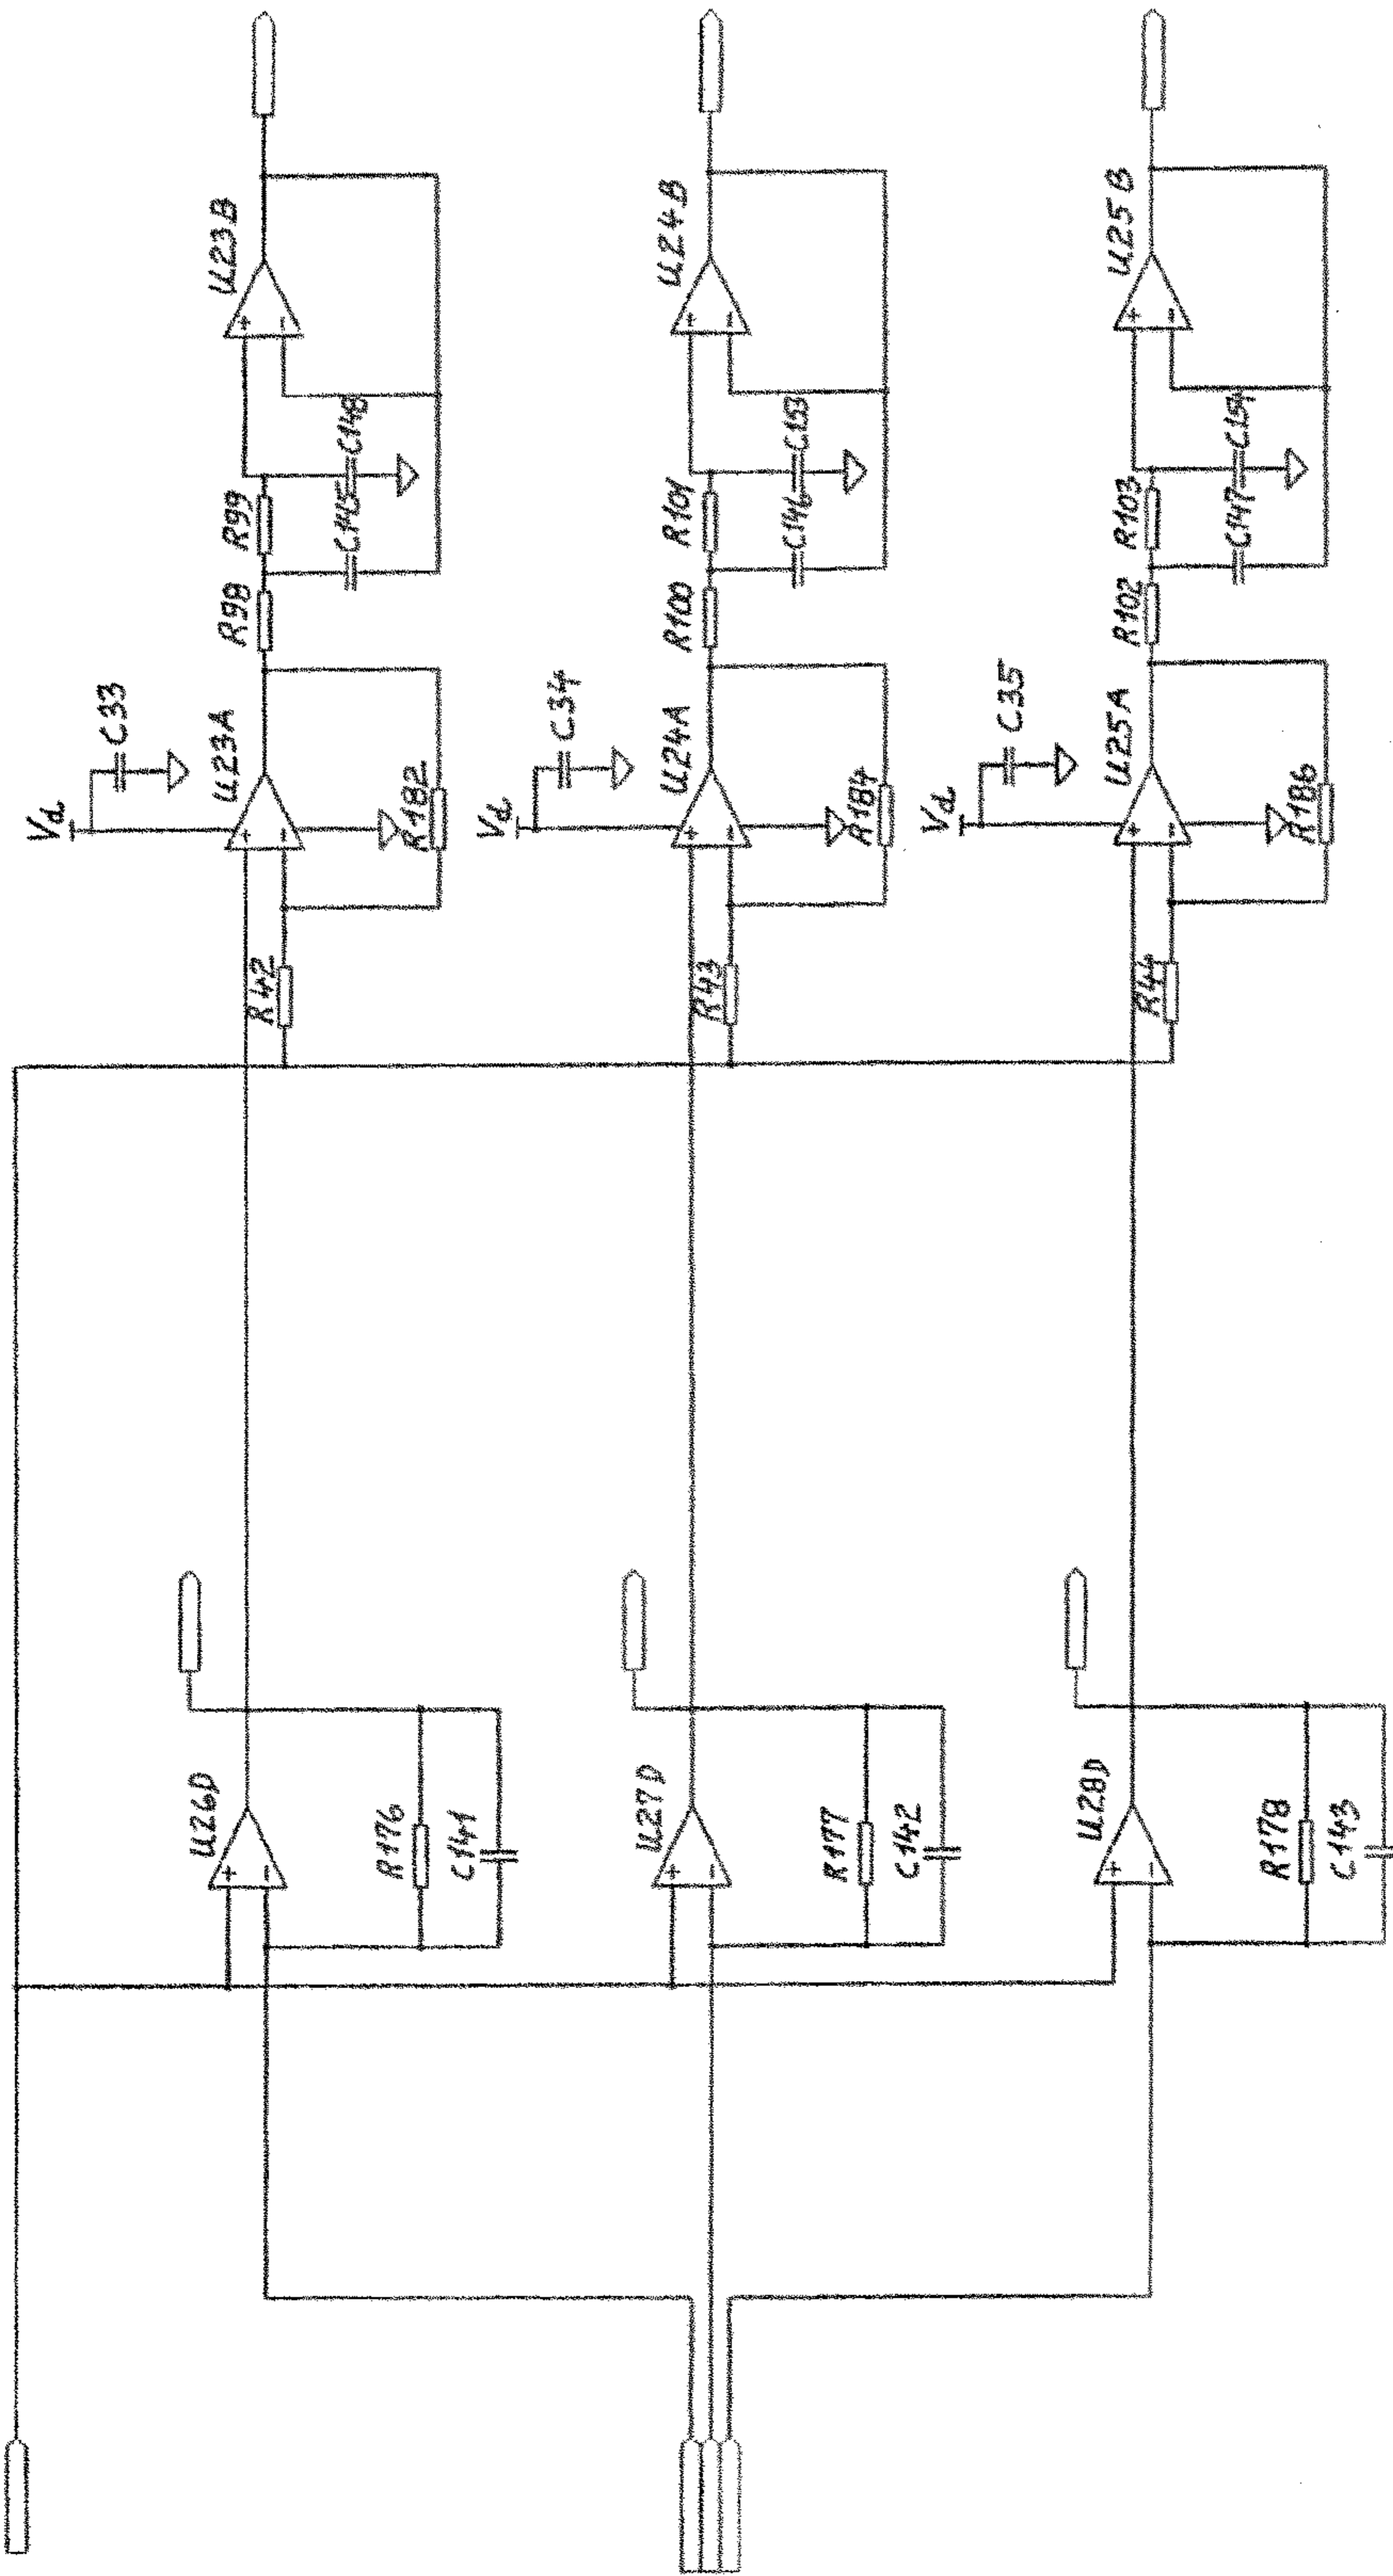 Vd
C33
U23A
R98
R99
C145
C148
U23B
R42
R182
U26D
R176
C141
Vd
C34
U24A
R100
R101
C146
C153
U24B
R43
R184
U27D
R177
C142
Vd
C35
U25A
R102
R103
C147
C154
U25B
R44
R186
U28D
R178
C143